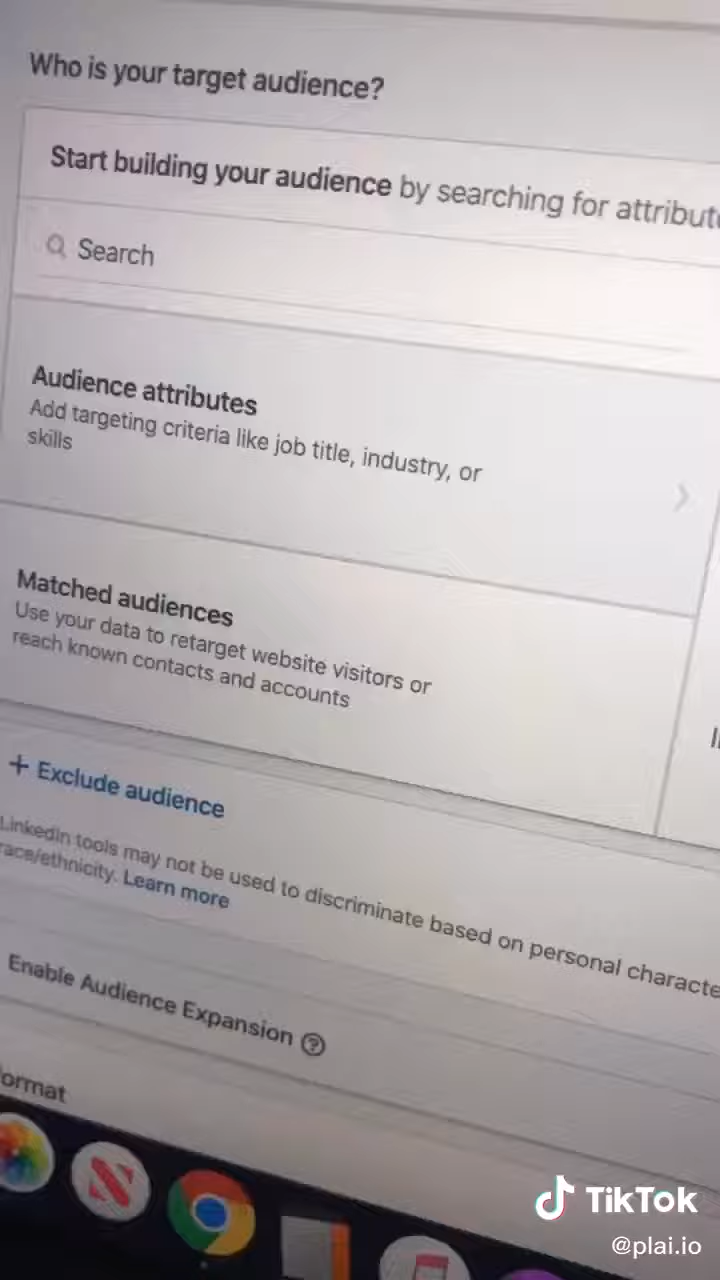 Who is your target audience?
Start building your audience by searching for
Search
Audience attributes
Add targeting criteria like job title, industry, or
skills
Matched audiences
Use your data to retarget website visitors or
reach known contacts and accounts
+ Exclude audience
LinkedIn tools may not be used to discriminate based on personal
race/ethnicity. Learn more
Enable Audience Expansion
TikTok
@plai.io